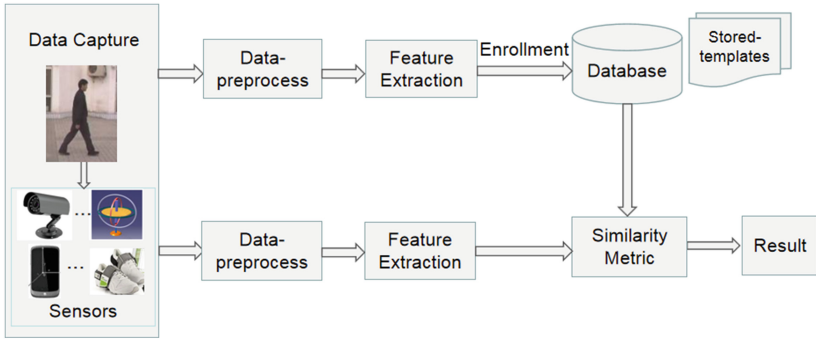 Data Capture
Sensors
Data-
preprocess
Feature
Extraction
Enrollment
Database
Stored-
templates
Data-
preprocess
Feature
Extraction
Similarity
Metric
Result